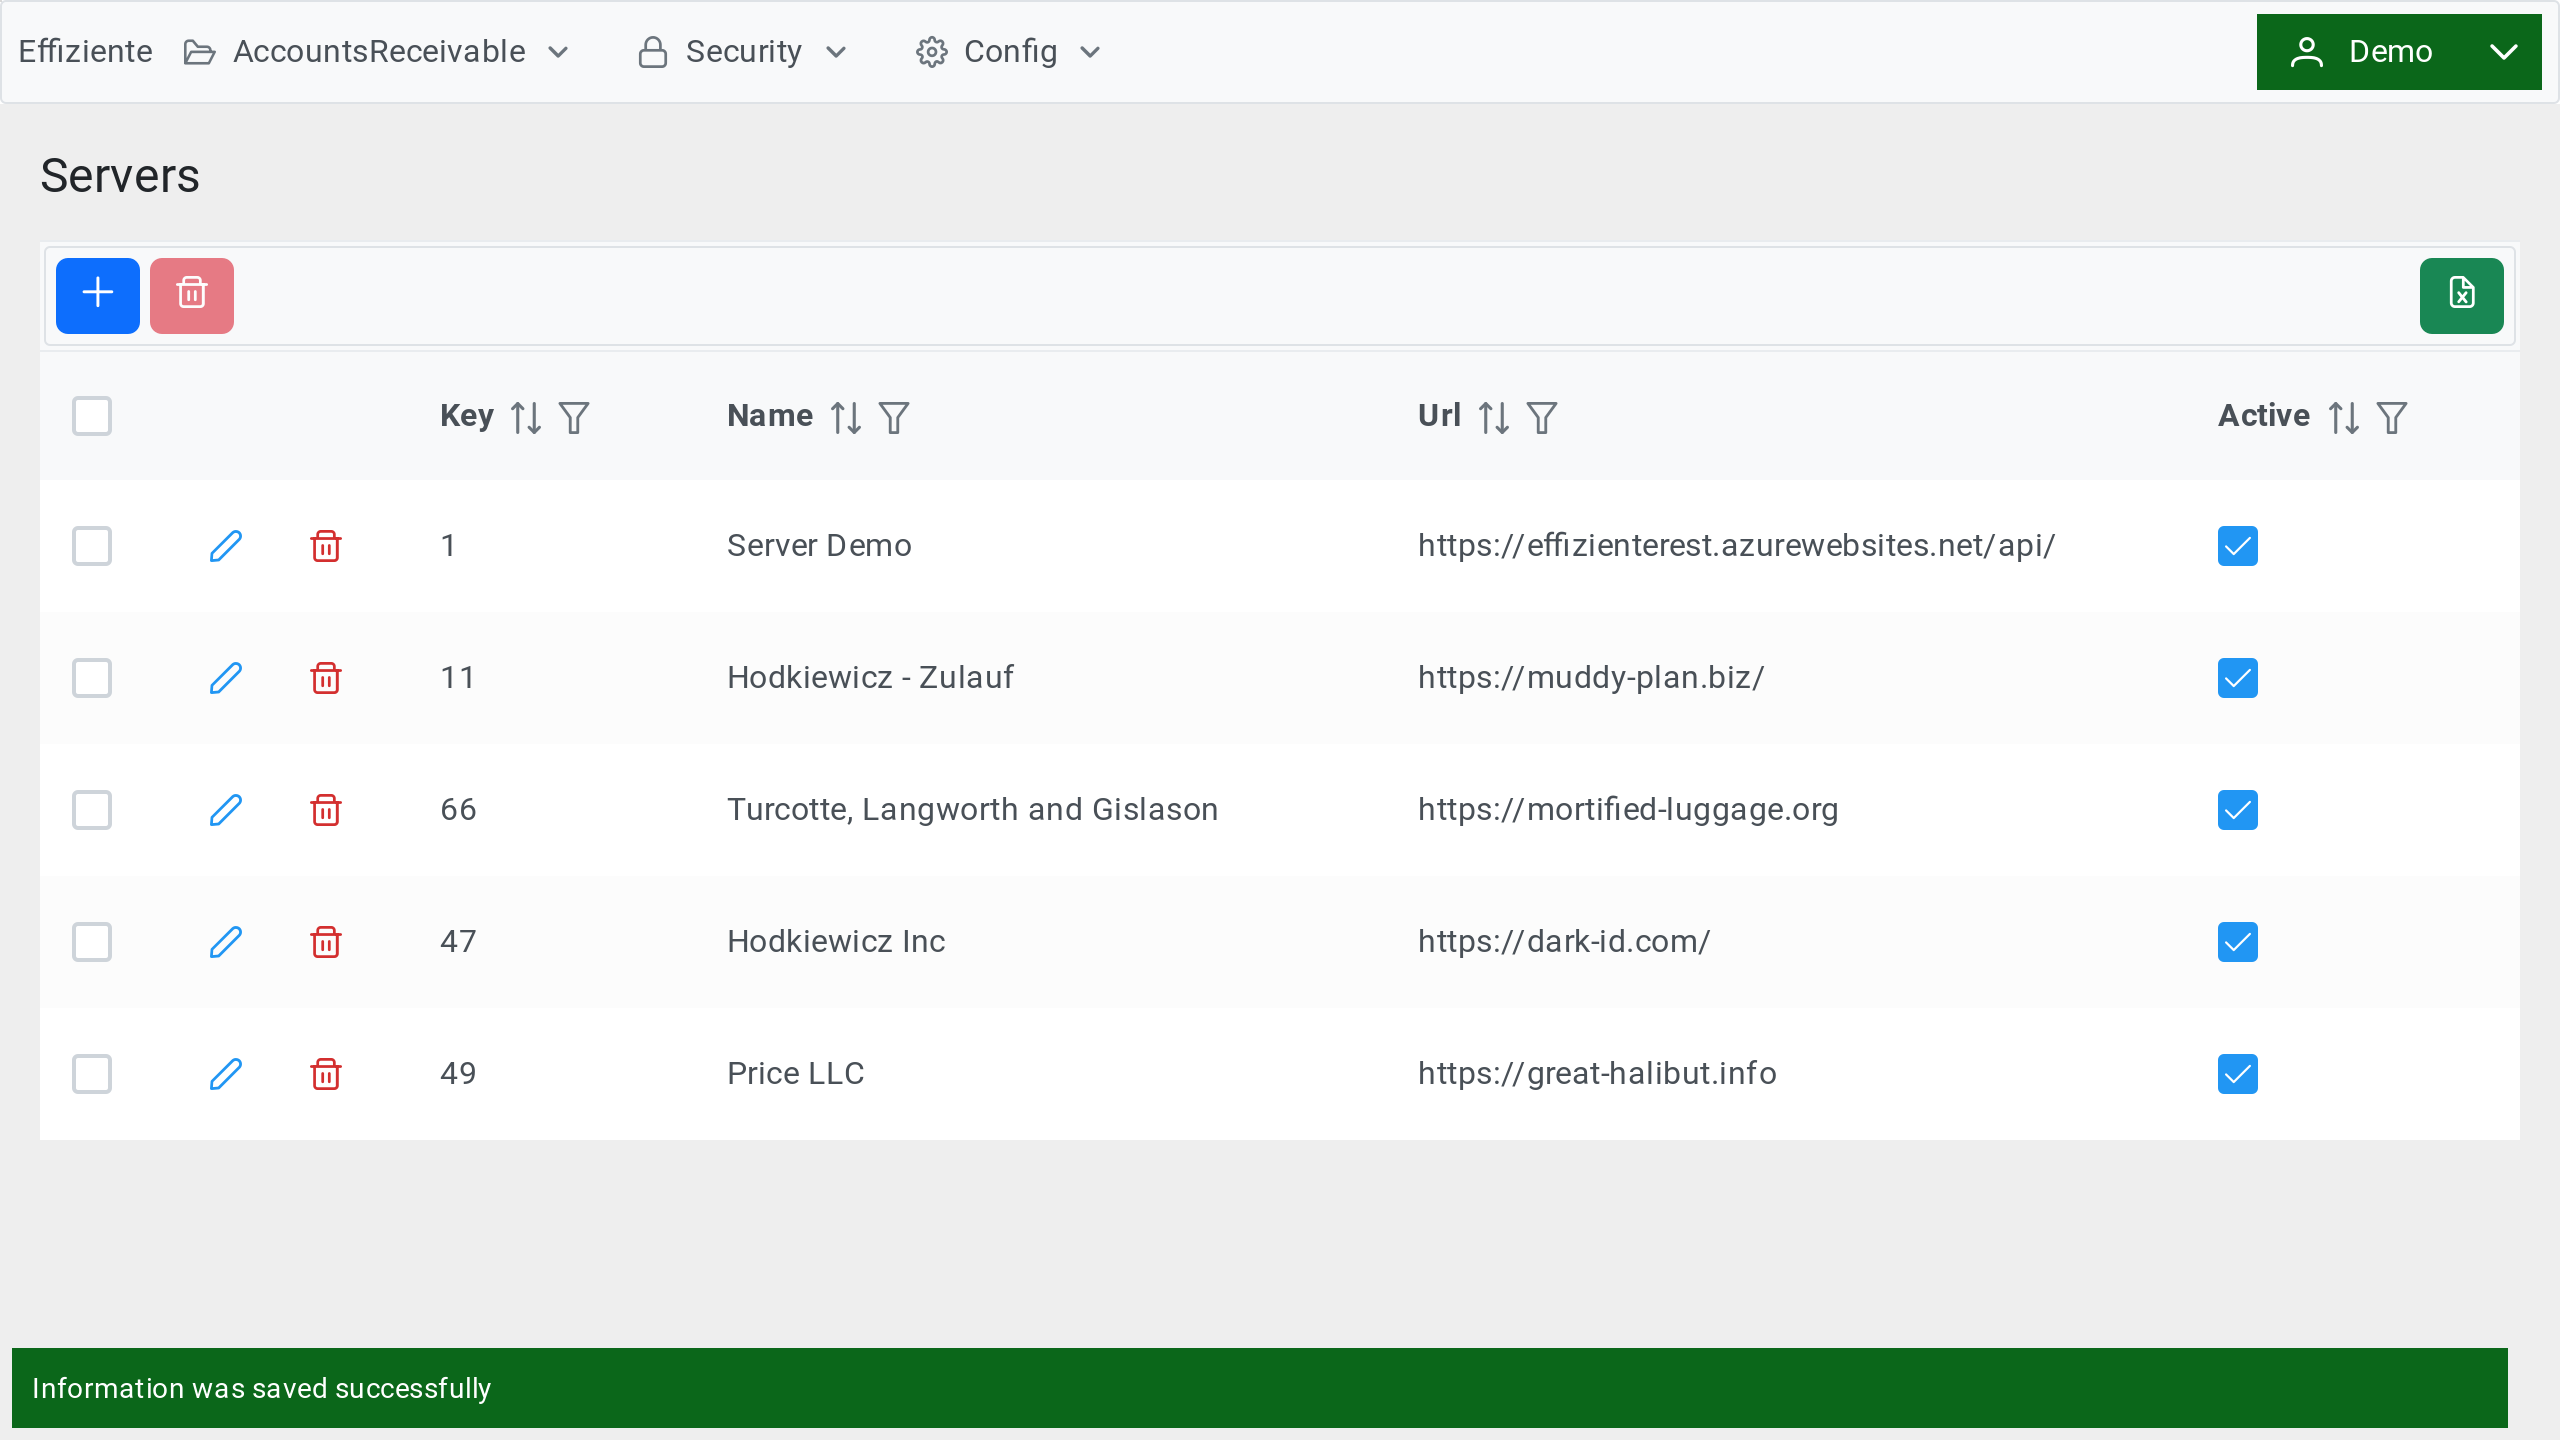 Effiziente AccountsReceivable Security Config Demo
Servers
Key Name Url Active
1 Server Demo https://effizienterest.azurewebsites.net/api/
11 Hodkiewicz - Zulauf https://muddy-plan.biz/
66 Turcotte, Langworth and Gislason https://mortified-luggage.org
47 Hodkiewicz Inc https://dark-id.com/
49 Price LLC https://great-halibut.info
Information was saved successfully